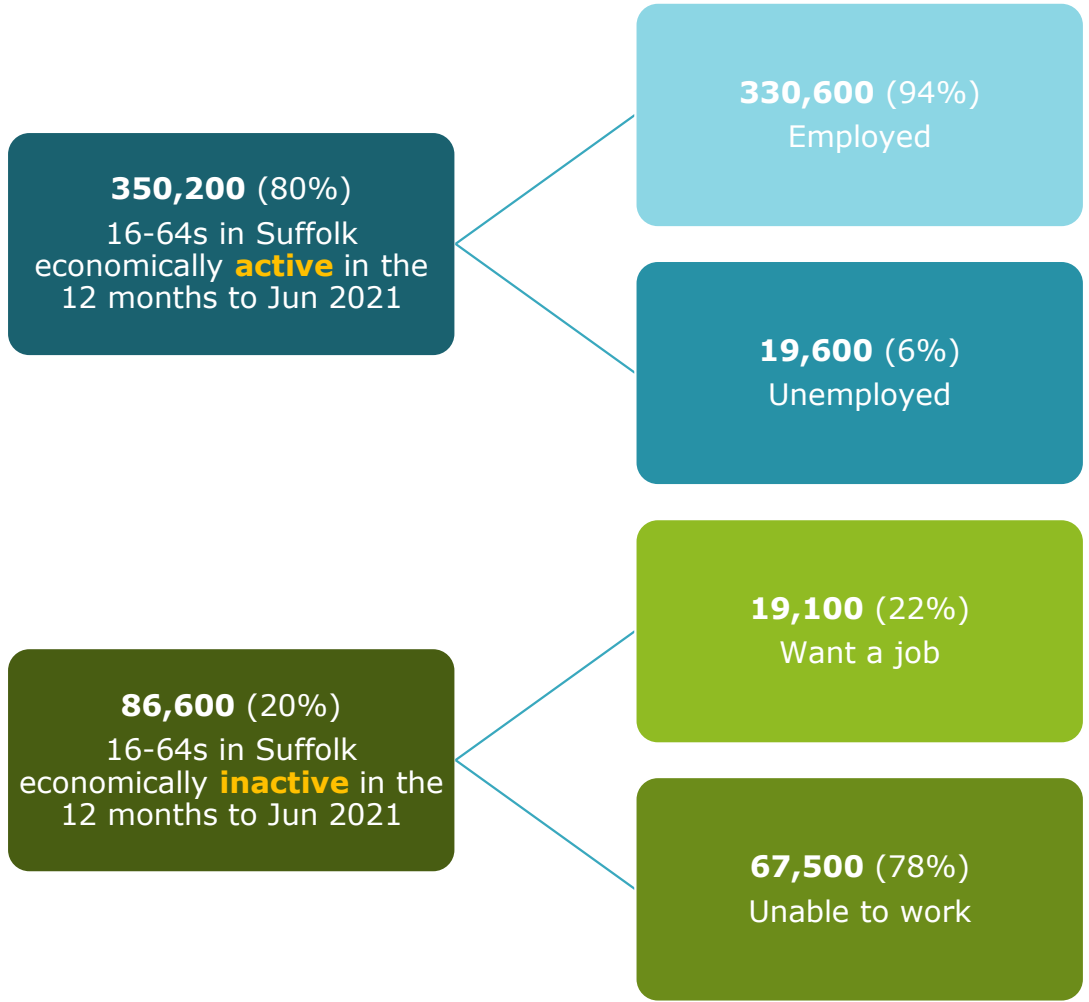 350,200 (80%)
16-64s in Suffolk
economically active in the
12 months to Jun 2021
330,600 (94%)
Employed
19,600 (6%)
Unemployed
86,600 (20%)
16-64s in Suffolk
economically inactive in the
12 months to Jun 2021
19,100 (22%)
Want a job
67,500 (78%)
Unable to work